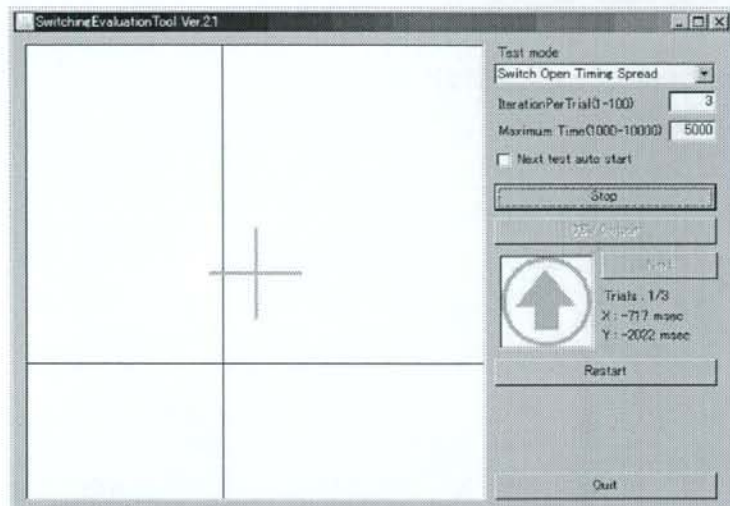 SwitchingEvaluationTool Ver.2.1
Test mode
Switch Open Timing Spread
IterationPerTrial(1-100) 3
Maximum Time(1000-10000) 5000
Next test auto start
Stop
Next
Trials : 1/3
X : -717 msec
Y : -2022 msec
Restart
Quit